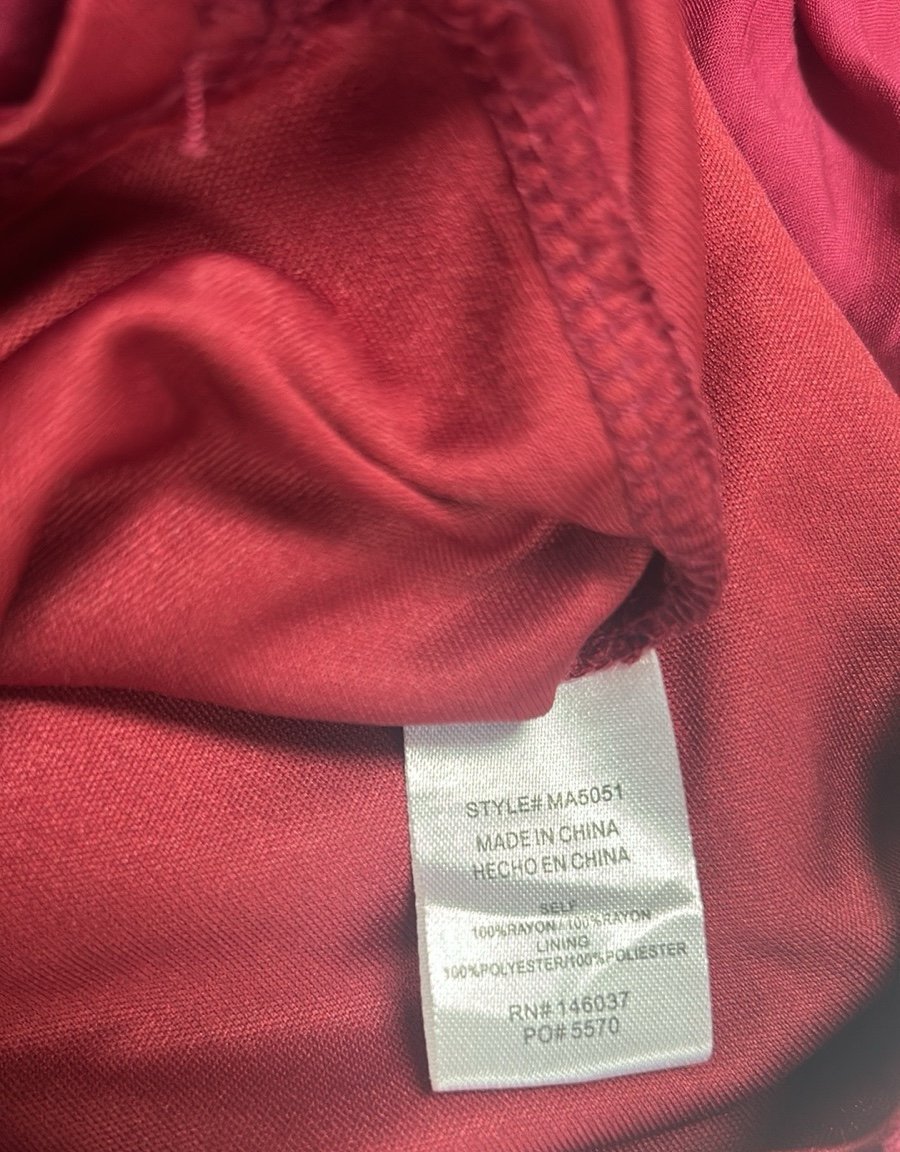 STYLE# MA5051
MADE IN CHINA
HECHO EN CHINA
SELF
100%RAYON/100%RAYON
LINING
100%POLYESTER/100%POLIESTER
RN# 146037
PO# 5570